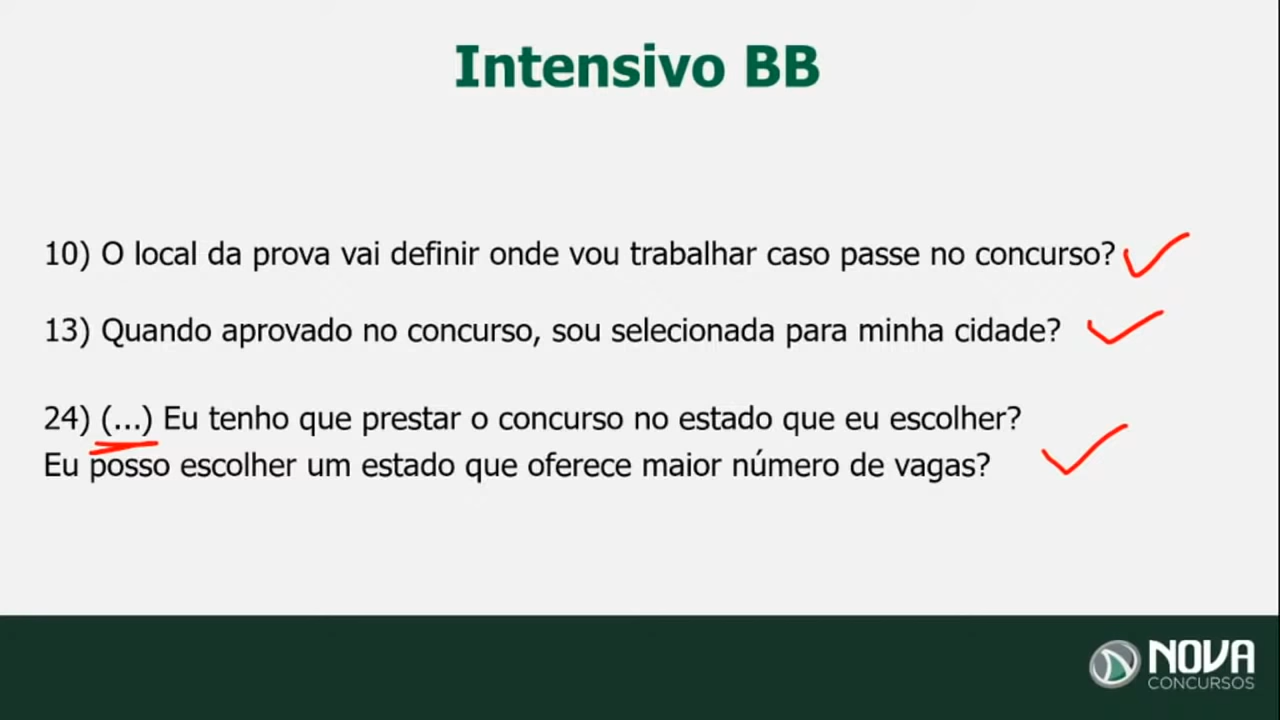 Intensivo BB
10) O local da prova vai definir onde vou trabalhar caso passe no concurso?
13) Quando aprovado no concurso, sou selecionada para minha cidade?
24) (...) Eu tenho que prestar o concurso no estado que eu escolher?
Eu posso escolher um estado que oferece maior número de vagas?
NOVA
CONCURSOS